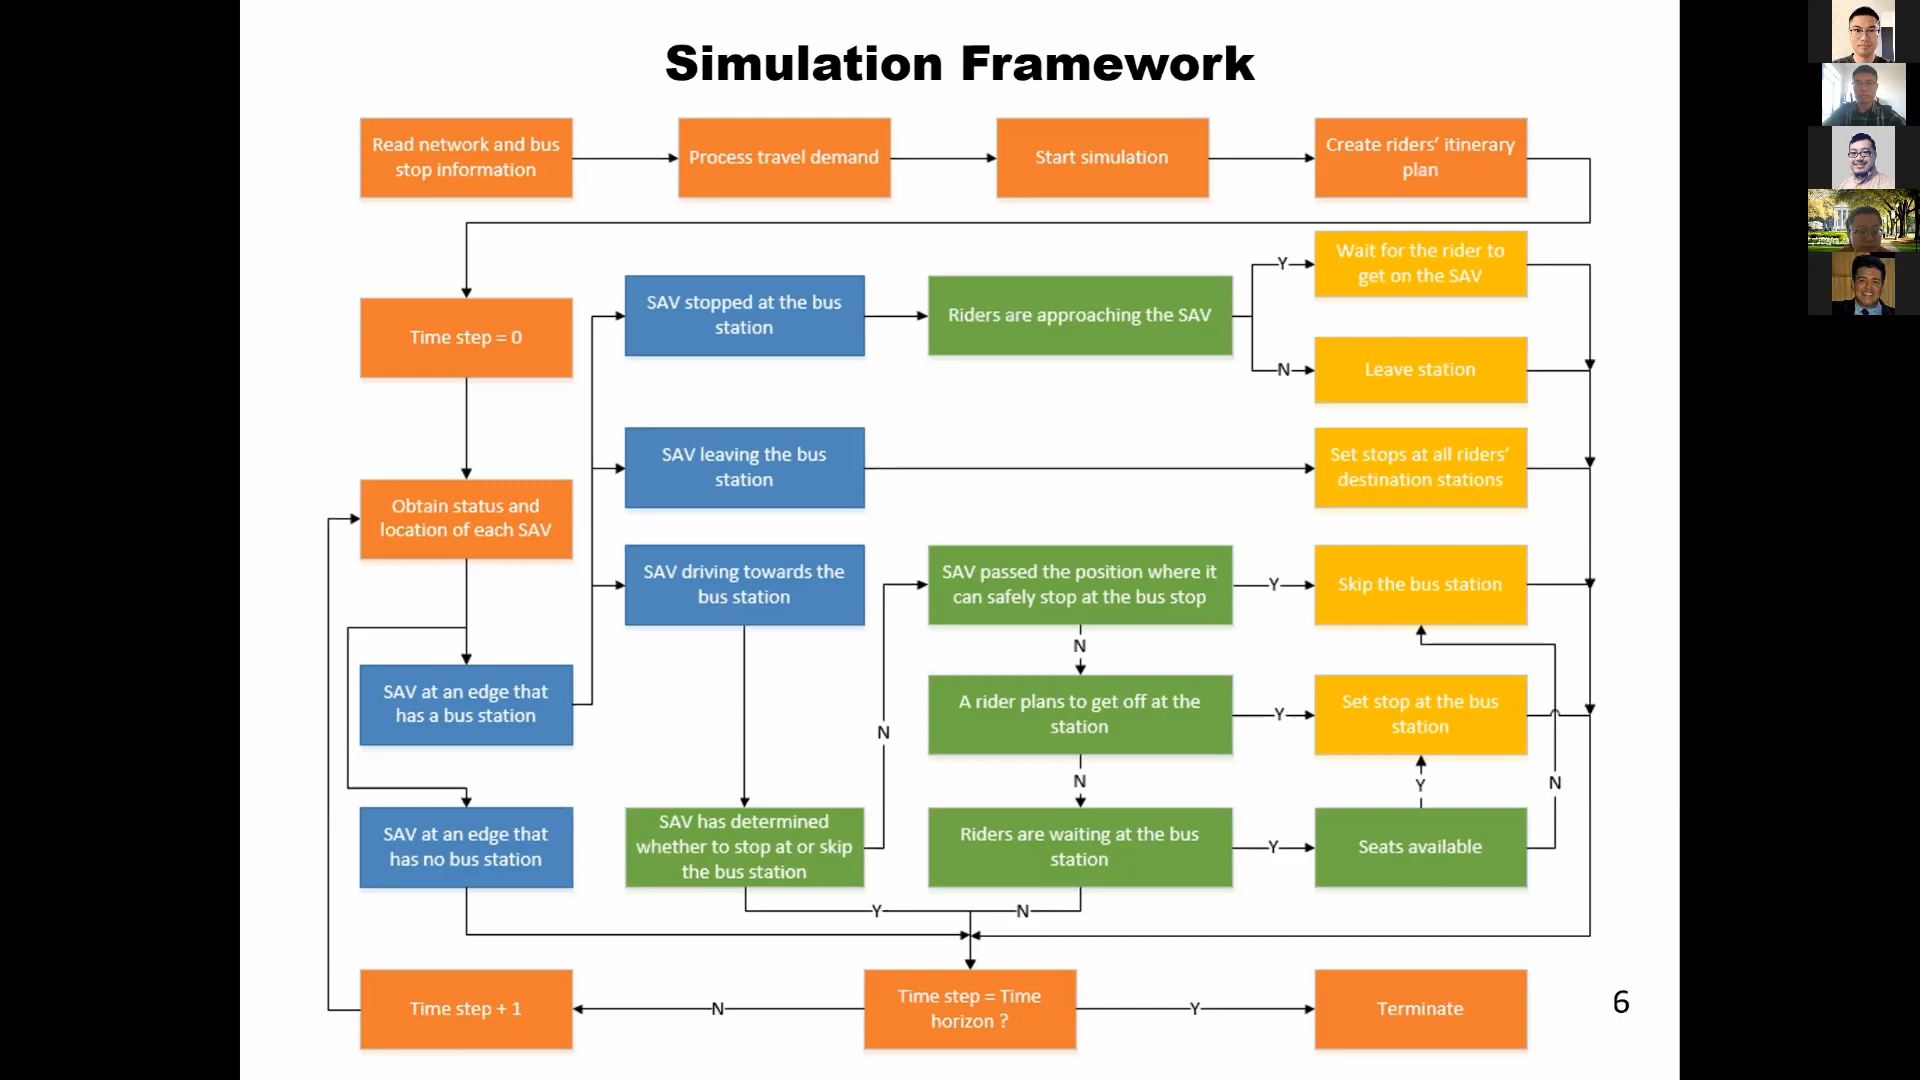 Simulation Framework
Read network and bus
stop information
Process travel demand
Start simulation
Create riders’ itinerary
plan
Time step = 0
SAV stopped at the bus
station
Riders are approaching the SAV
Y
Wait for the rider to
get on the SAV
N
Leave station
SAV leaving the bus
station
Set stops at all riders’
destination stations
Obtain status and
location of each SAV
SAV driving towards the
bus station
SAV passed the position where it
can safely stop at the bus stop
Y
Skip the bus station
N
SAV at an edge that
has a bus station
N
A rider plans to get off at the
station
Y
Set stop at the bus
station
N
Y
N
SAV at an edge that
has no bus station
SAV has determined
whether to stop at or skip
the bus station
Riders are waiting at the bus
station
Y
Seats available
Y
N
Time step + 1
N
Time step = Time
horizon ?
Y
Terminate
6